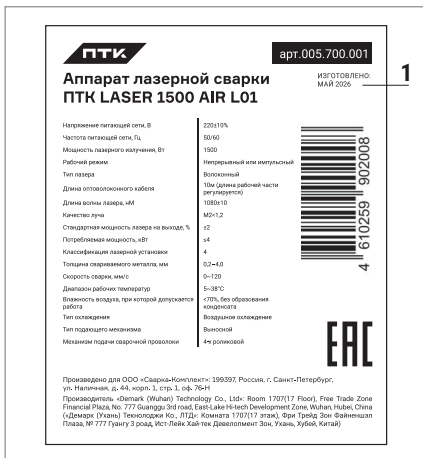 ПТК
арт.005.700.001
Аппарат лазерной сварки
ПТК LASER 1500 AIR L01
ИЗГОТОВЛЕНО:
МАЙ 2026
1
Напряжение питающей сети, В 220±10%
Частота питающей сети, Гц 50/60
Мощность лазерного излучения, Вт 1500
Рабочий режим Непрерывный или импульсный
Тип лазера Волоконный
Длина оптоволоконного кабеля 10м (длина рабочей части регулируется)
Длина волны лазера, нМ 1080±10
Качество луча М2<1,2
Стандартная мощность лазера на выходе, % ±2
Потребляемая мощность, кВт ≤4
Классификация лазерной установки 4
Толщина свариваемого металла, мм 0,2–4,0
Скорость сварки, мм/с 0~120
Диапазон рабочих температур 5~38°С
Влажность воздуха, при которой допускается работа <70%, без образования конденсата
Тип охлаждения Воздушное охлаждение
Тип подающего механизма Выносной
Механизм подачи сварочной проволоки 4-х роликовой
4 610259 902008
EAC
Произведено для ООО «Сварка-Комплект»: 199397, Россия, г. Санкт-Петербург,
ул. Наличная, д. 44, корп. 1, стр. 1, оф. 76-Н
Производитель «Demark (Wuhan) Technology Co., Ltd»: Room 1707(17 Floor), Free Trade Zone
Financial Plaza, No. 777 Guanggu 3rd road, East-Lake Hi-tech Development Zone, Wuhan, Hubei, China
(«Демарк (Ухань) Текнолоджи Ко., ЛТД»: Комната 1707(17 этаж), Фри Трейд Зон Файненшэл
Плаза, № 777 Гуангу 3 роад, Ист-Лейк Хай-тек Девелопмент Зон, Ухань, Хубей, Китай)